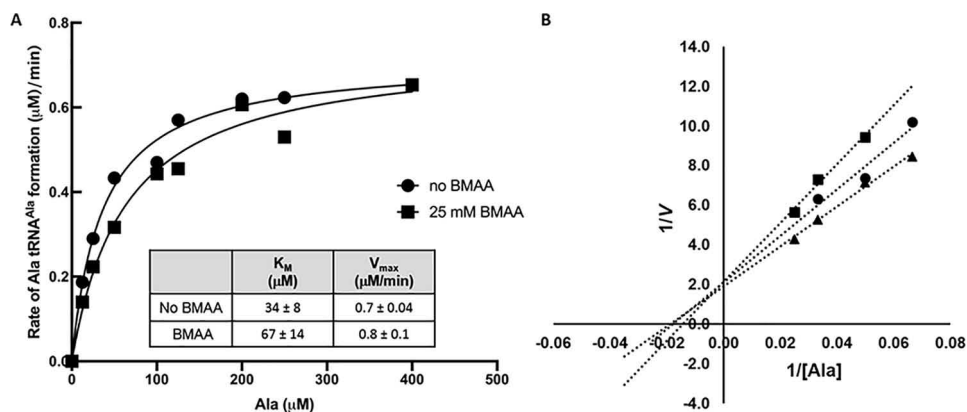 A
Rate of Ala tRNA^Ala formation (μM)/min
0.8
0.6
0.4
0.2
0.0
0
100
200
300
400
500
Ala (μM)
no BMAA
25 mM BMAA
K_M (μM)
V_max (μM/min)
No BMAA
34 ± 8
0.7 ± 0.04
BMAA
67 ± 14
0.8 ± 0.1
B
14.0
12.0
10.0
8.0
6.0
4.0
2.0
0.0
-2.0
-4.0
-0.06
-0.04
-0.02
0.00
0.02
0.04
0.06
0.08
1/V
1/[Ala]